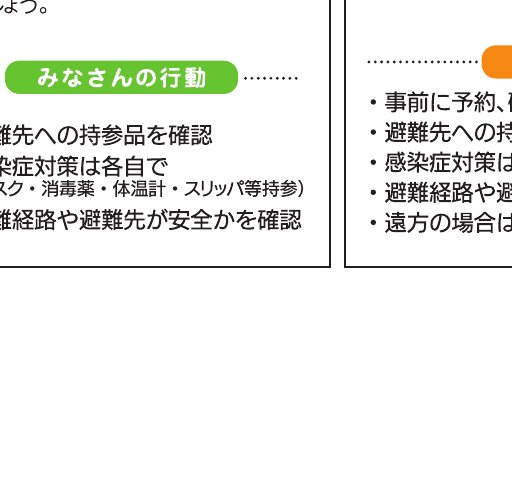 しょう。
みなさんの行動
難先への持参品を確認
染症対策は各自で
スク・消毒薬・体温計・スリッパ等持参）
難経路や避難先が安全かを確認
・事前に予約、
・避難先への持
・感染症対策は
・避難経路や避
・遠方の場合は